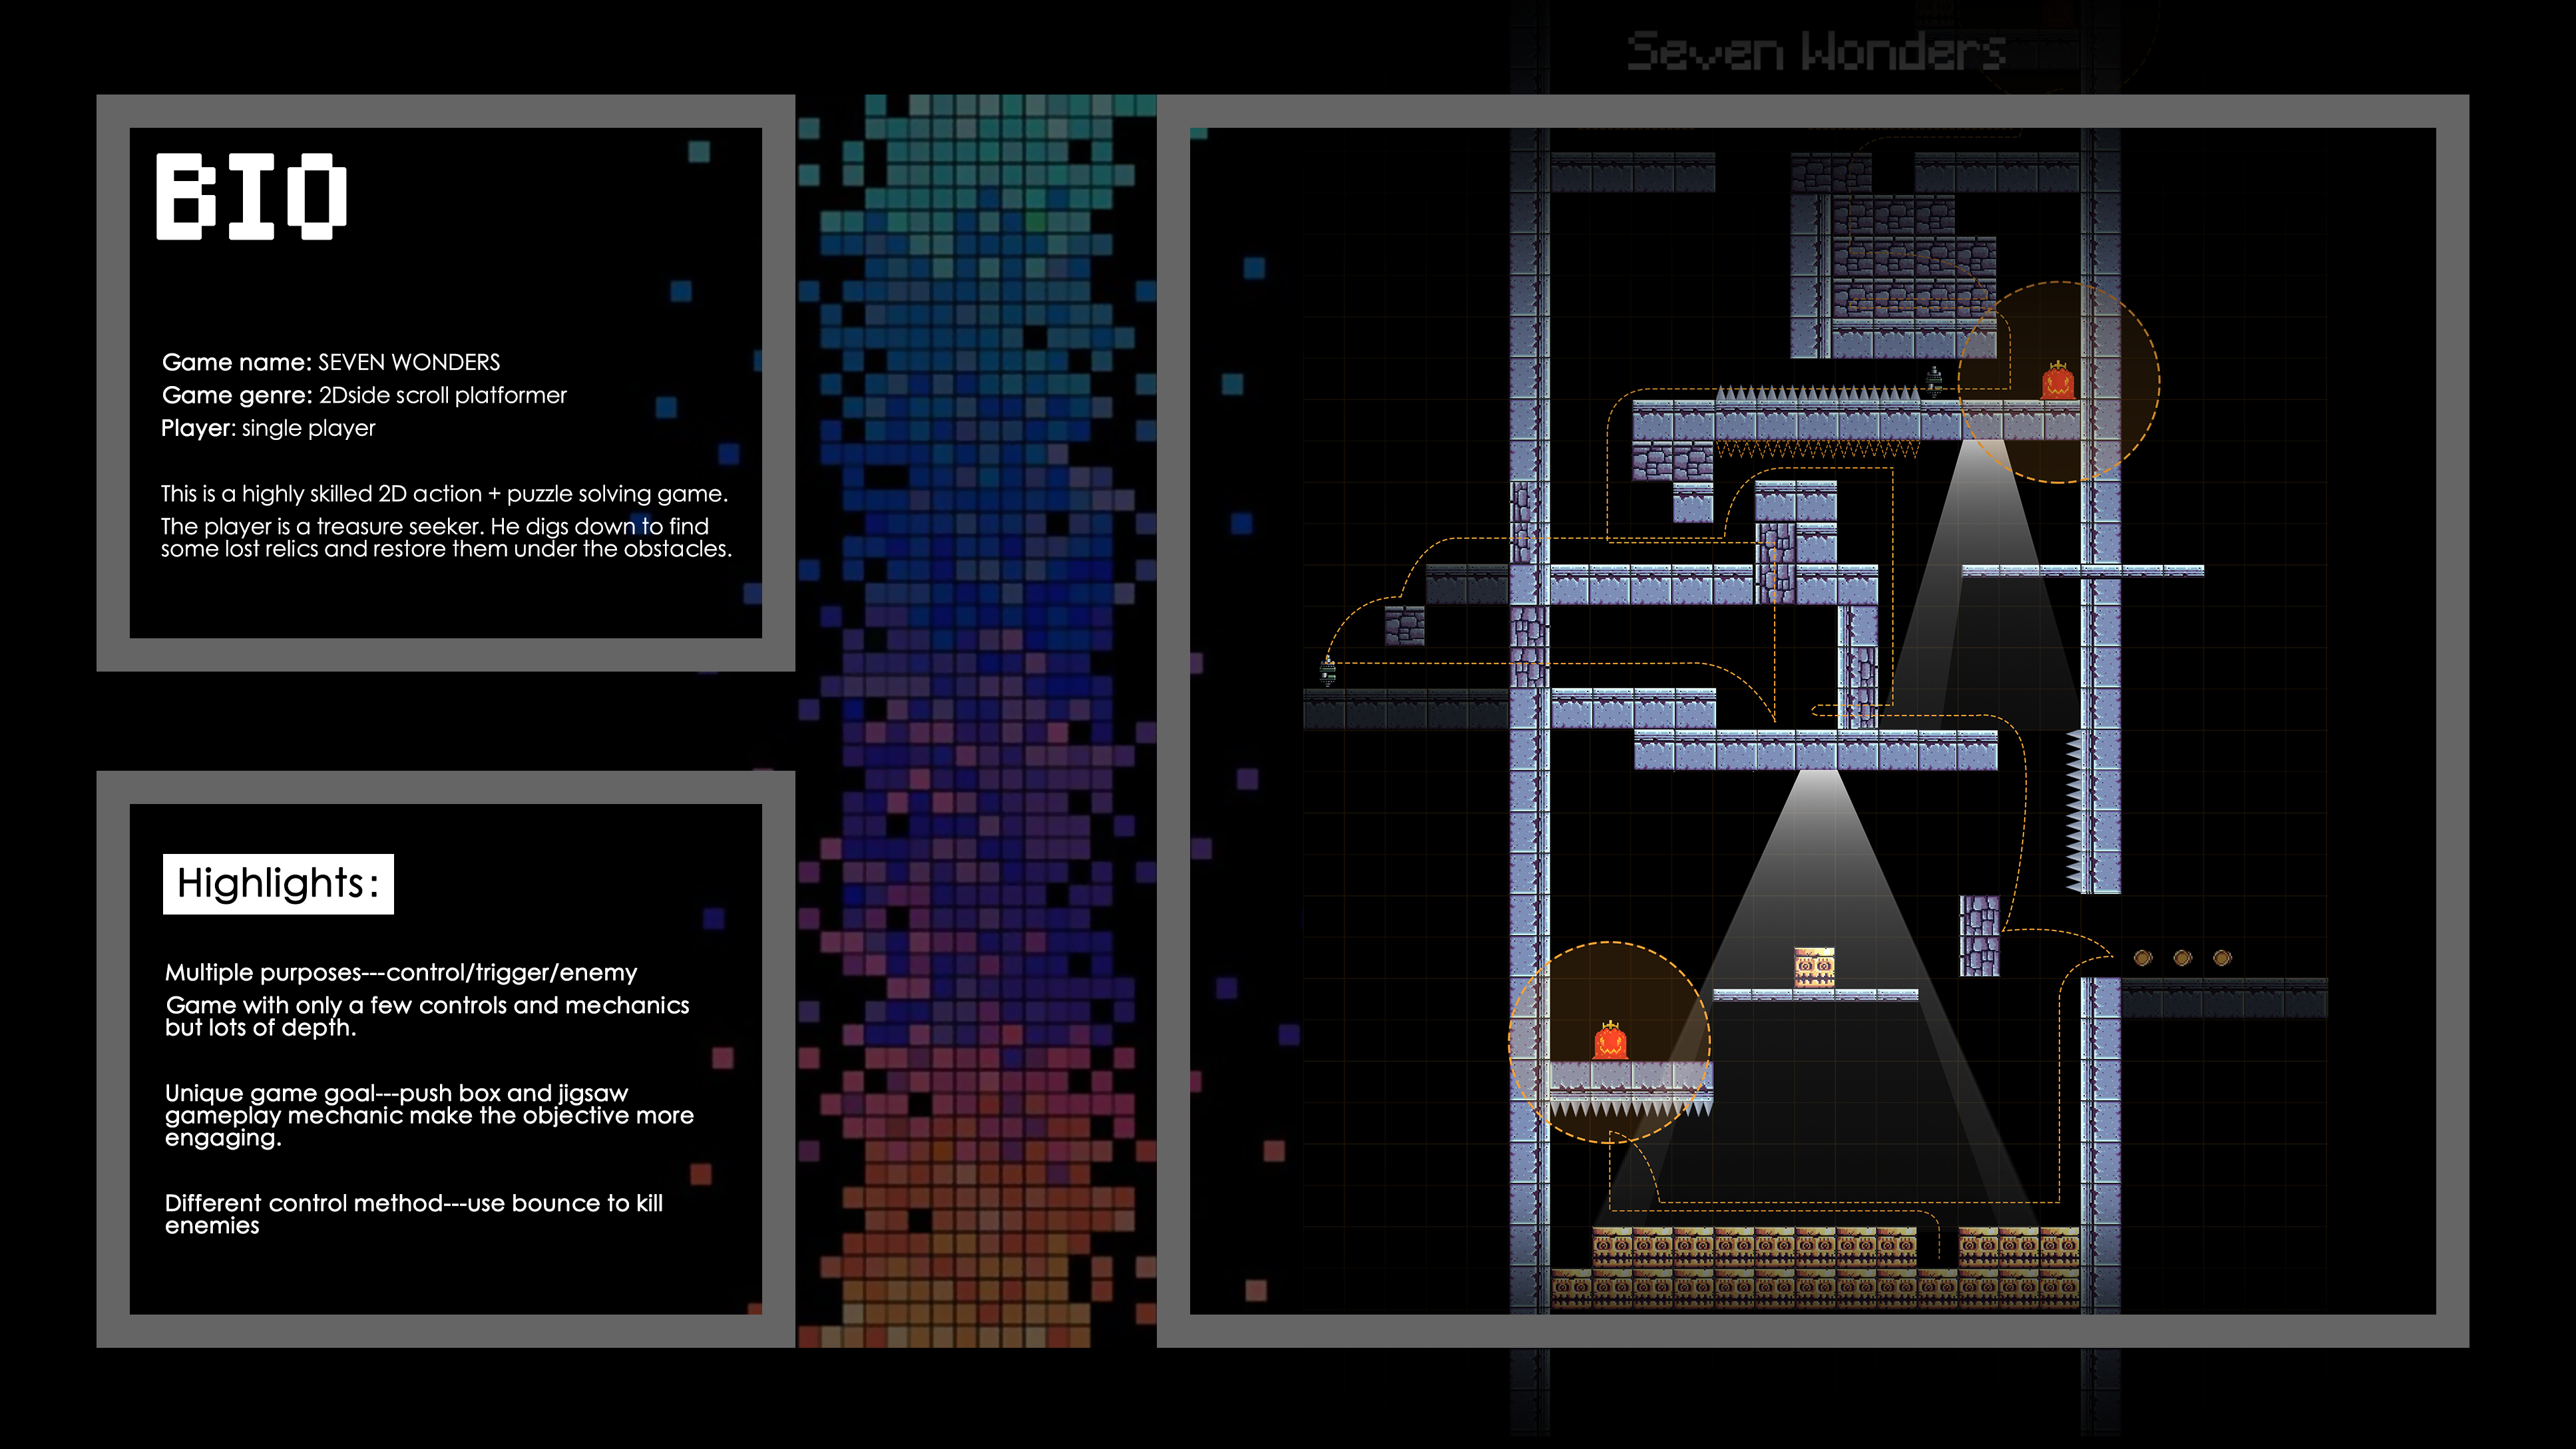 Seven Wonders
BIO
Game name: SEVEN WONDERS
Game genre: 2Dside scroll platformer
Player: single player
This is a highly skilled 2D action + puzzle solving game.
The player is a treasure seeker. He digs down to find
some lost relics and restore them under the obstacles.
Highlights:
Multiple purposes---control/trigger/enemy
Game with only a few controls and mechanics
but lots of depth.
Unique game goal---push box and jigsaw
gameplay mechanic make the objective more
engaging.
Different control method---use bounce to kill
enemies